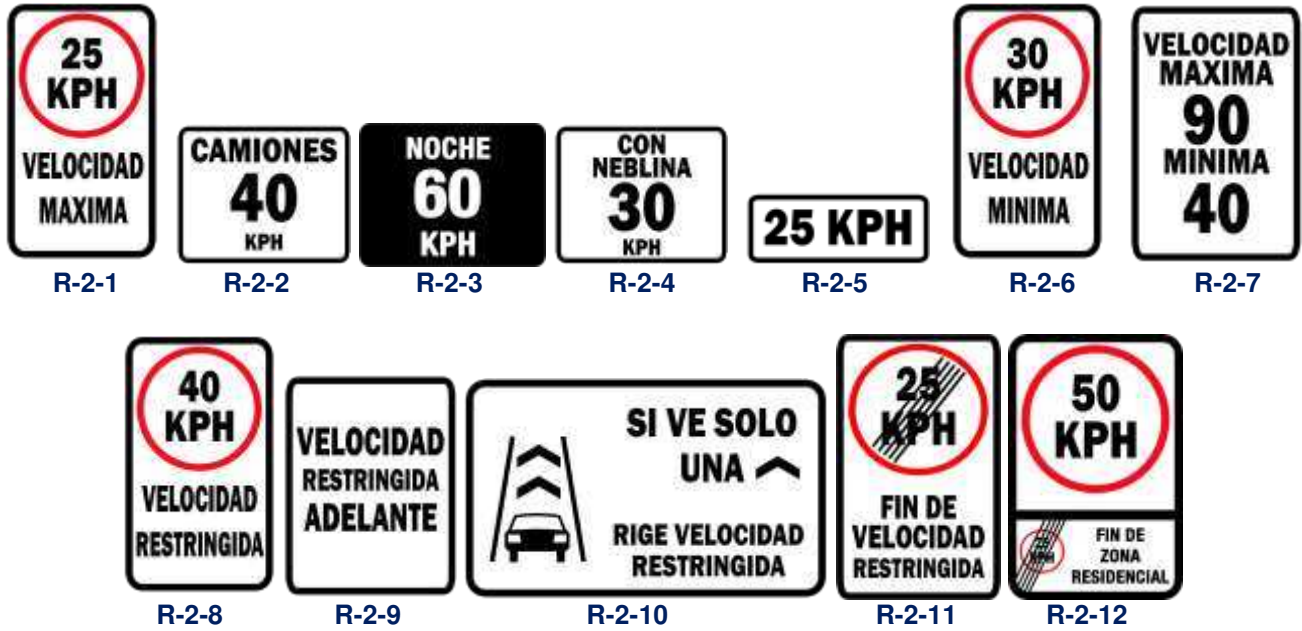 25
KPH
VELOCIDAD
MAXIMA
R-2-1
CAMIONES
40
KPH
R-2-2
NOCHE
60
KPH
R-2-3
CON
NEBLINA
30
KPH
R-2-4
25 KPH
R-2-5
30
KPH
VELOCIDAD
MINIMA
R-2-6
VELOCIDAD
MAXIMA
90
MINIMA
40
R-2-7
40
KPH
VELOCIDAD
RESTRINGIDA
R-2-8
VELOCIDAD
RESTRINGIDA
ADELANTE
R-2-9
SI VE SOLO
UNA
RIGE VELOCIDAD
RESTRINGIDA
R-2-10
25
KPH
FIN DE
VELOCIDAD
RESTRINGIDA
R-2-11
50
KPH
FIN DE
ZONA
RESIDENCIAL
R-2-12